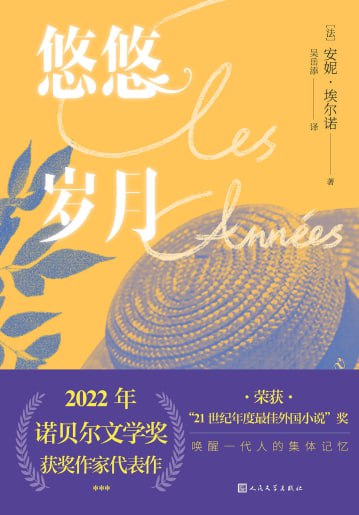 悠悠
岁月
Les
Années
[法]安妮·埃尔诺 著
吴岳添 译
2022年
诺贝尔文学奖
获奖作家代表作
***
·荣获·
“21世纪年度最佳外国小说”奖
唤醒一代人的集体记忆
人民文学出版社